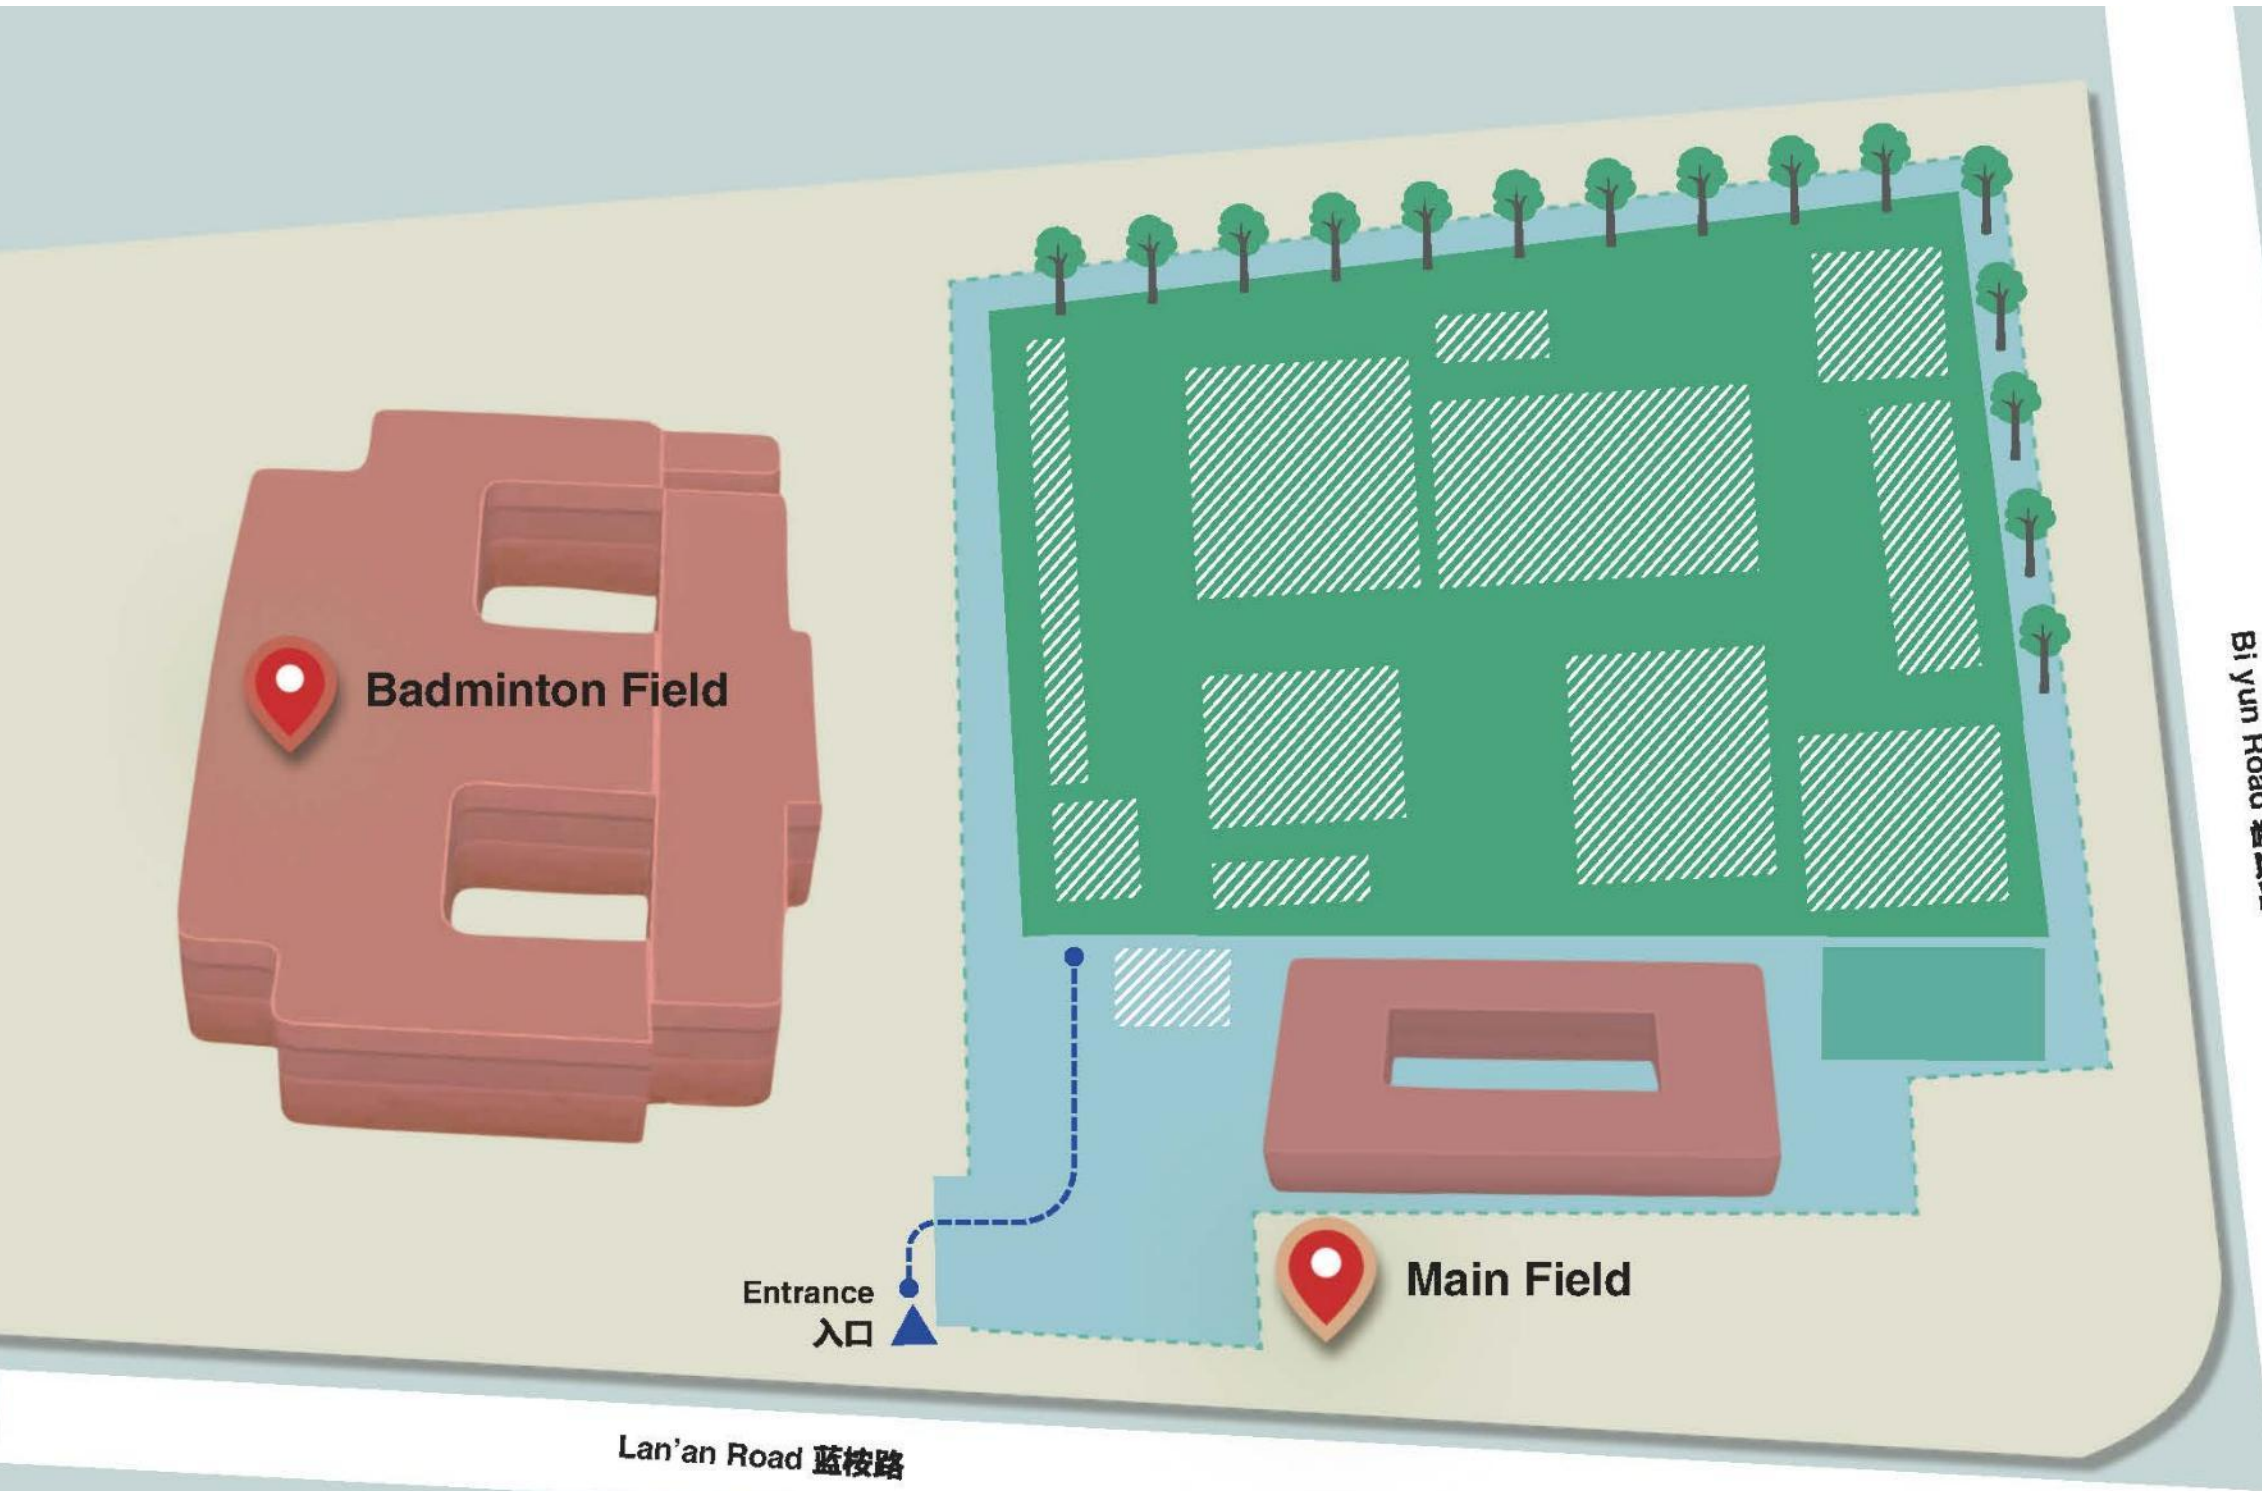 Badminton Field
Bi yun Road
Main Field
Entrance
入口
Lan'an Road 蓝桉路